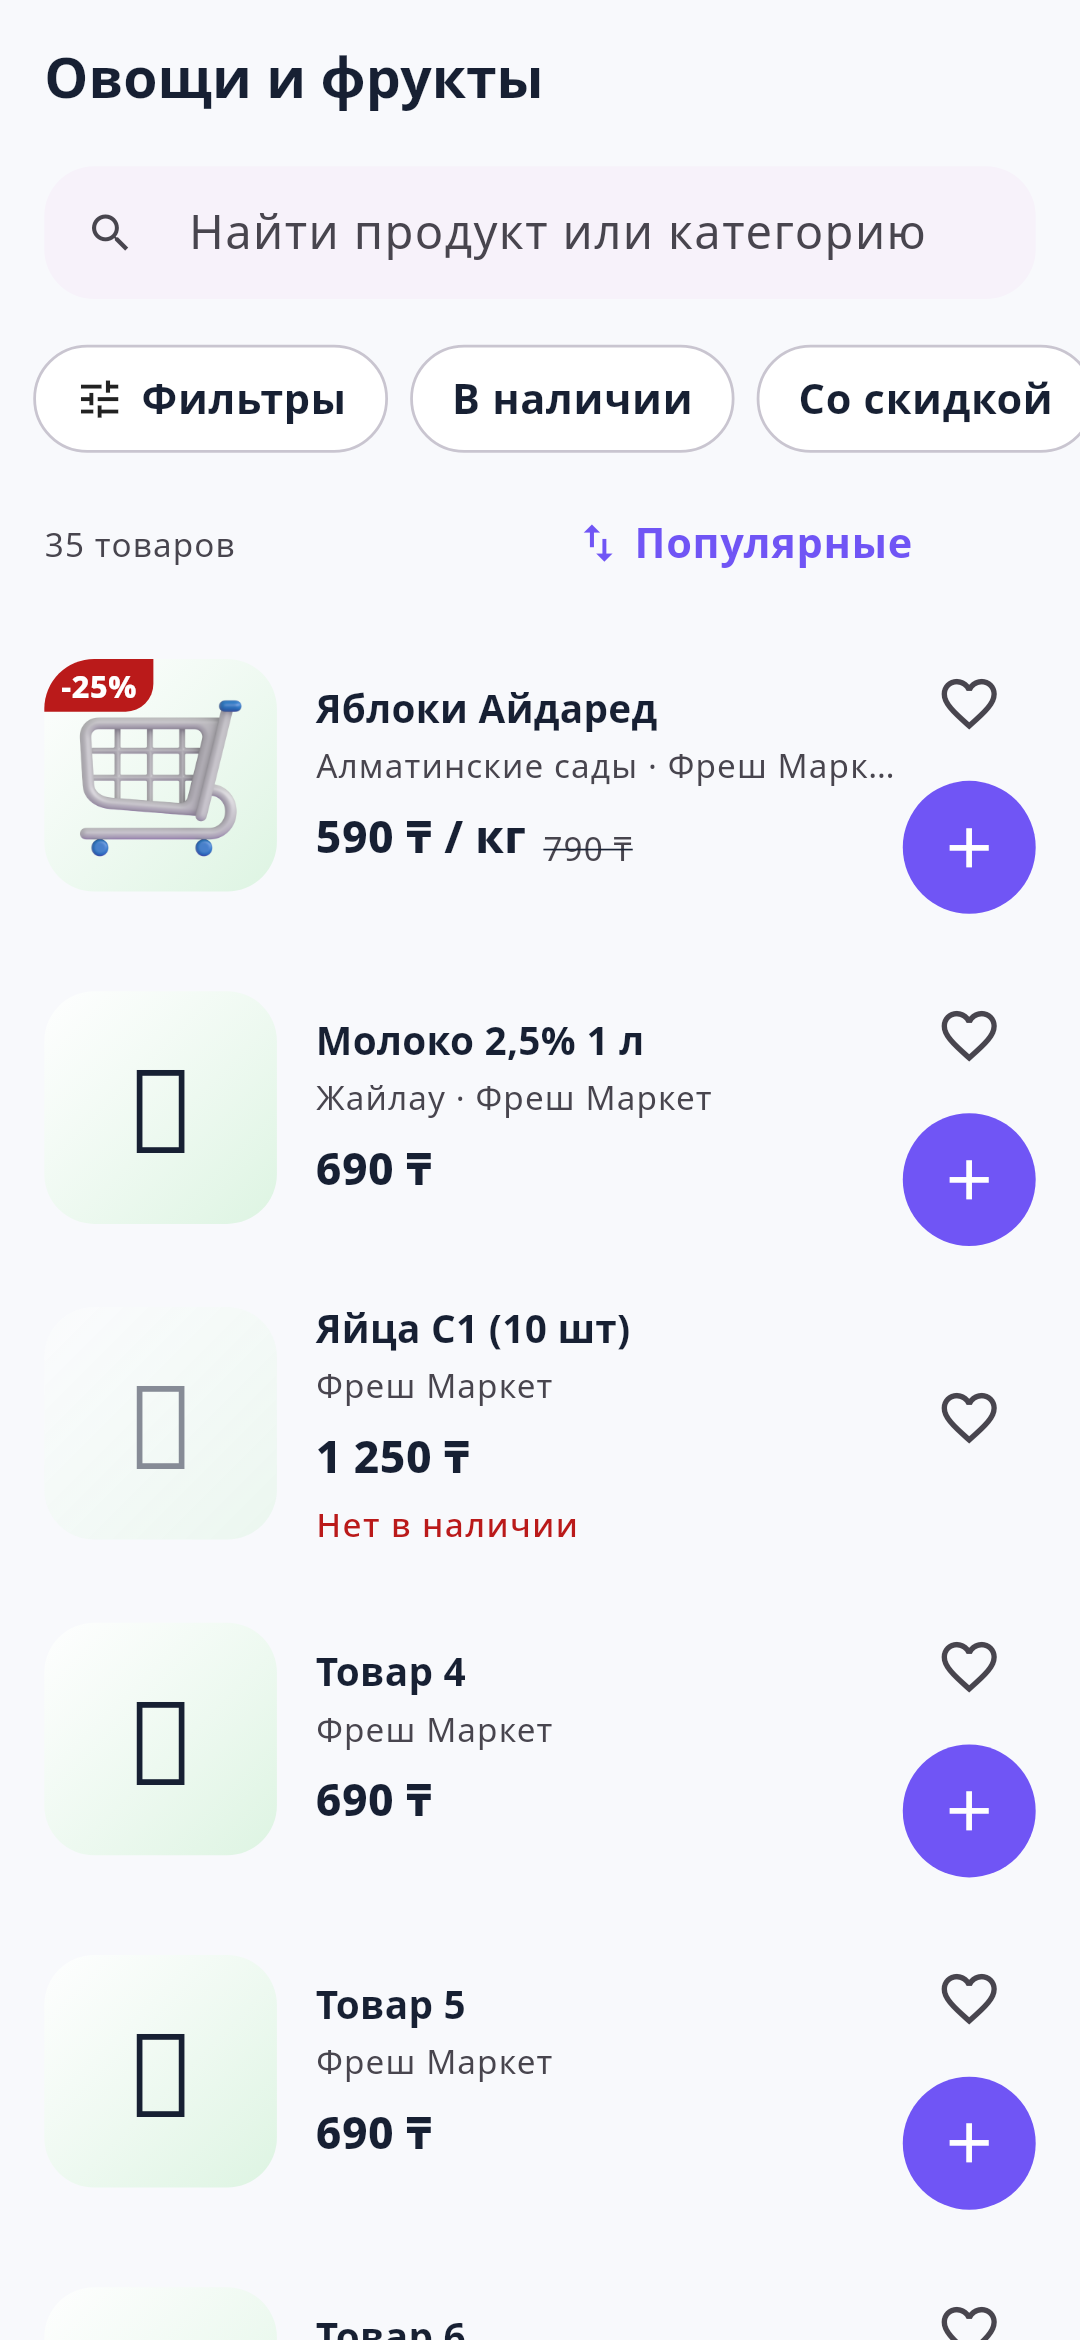 Овощи и фрукты
Найти продукт или категорию
Фильтры
В наличии
Со скидкой
35 товаров
Популярные
-25%
Яблоки Айдаред
Алматинские сады · Фреш Марк…
590 ₸ / кг 790 ₸
Молоко 2,5% 1 л
Жайлау · Фреш Маркет
690 ₸
Яйца С1 (10 шт)
Фреш Маркет
1 250 ₸
Нет в наличии
Товар 4
Фреш Маркет
690 ₸
Товар 5
Фреш Маркет
690 ₸
Товар 6